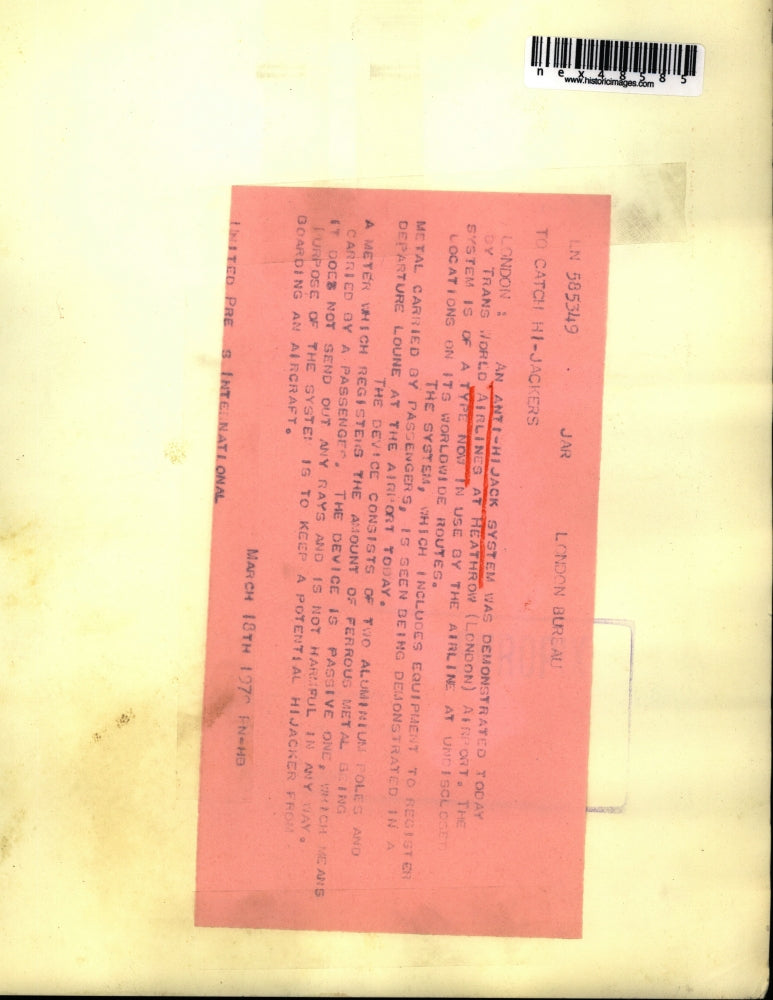 nex48585
www.historicimages.com
LN 585349 . JAR LONDON BUREAU
TO CATCH HI-JACKERS
LONDON : AN ANTI-HIJACK SYSTEM WAS DEMONSTRATED TODAY
BY TRANS WORLD AIRLINES AT HEATHROW (LONDON) AIRPORT. THE
SYSTEM IS OF A TYPE NOW IN USE BY THE AIRLINE AT UNDISCLOSED
LOCATIONS ON ITS WORLDWIDE ROUTES.
THE SYSTEM, WHICH INCLUDES EQUIPMENT TO REGISTER
METAL CARRIED BY PASSENGERS, IS SEEN BEING DEMONSTRATED IN A
DEPARTURE LOUNE AT THE AIRPORT TODAY.
THE DEVICE CONSISTS OF TWO ALUMINIUM POLES AND
A METER WHICH REGISTERS THE AMOUNT OF FERROUS METAL BEING
CARRIED BY A PASSENGER. THE DEVICE IS PASSIVE ONE, WHICH MEANS
IT DOES NOT SEND OUT ANY RAYS AND IS NOT HARMFUL IN ANY WAY.
PURPOSE OF THE SYSTEM IS TO KEEP A POTENTIAL HIJACKER FROM
BOARDING AN AIRCRAFT.
UNITED PRESS INTERNATIONAL MARCH 18TH